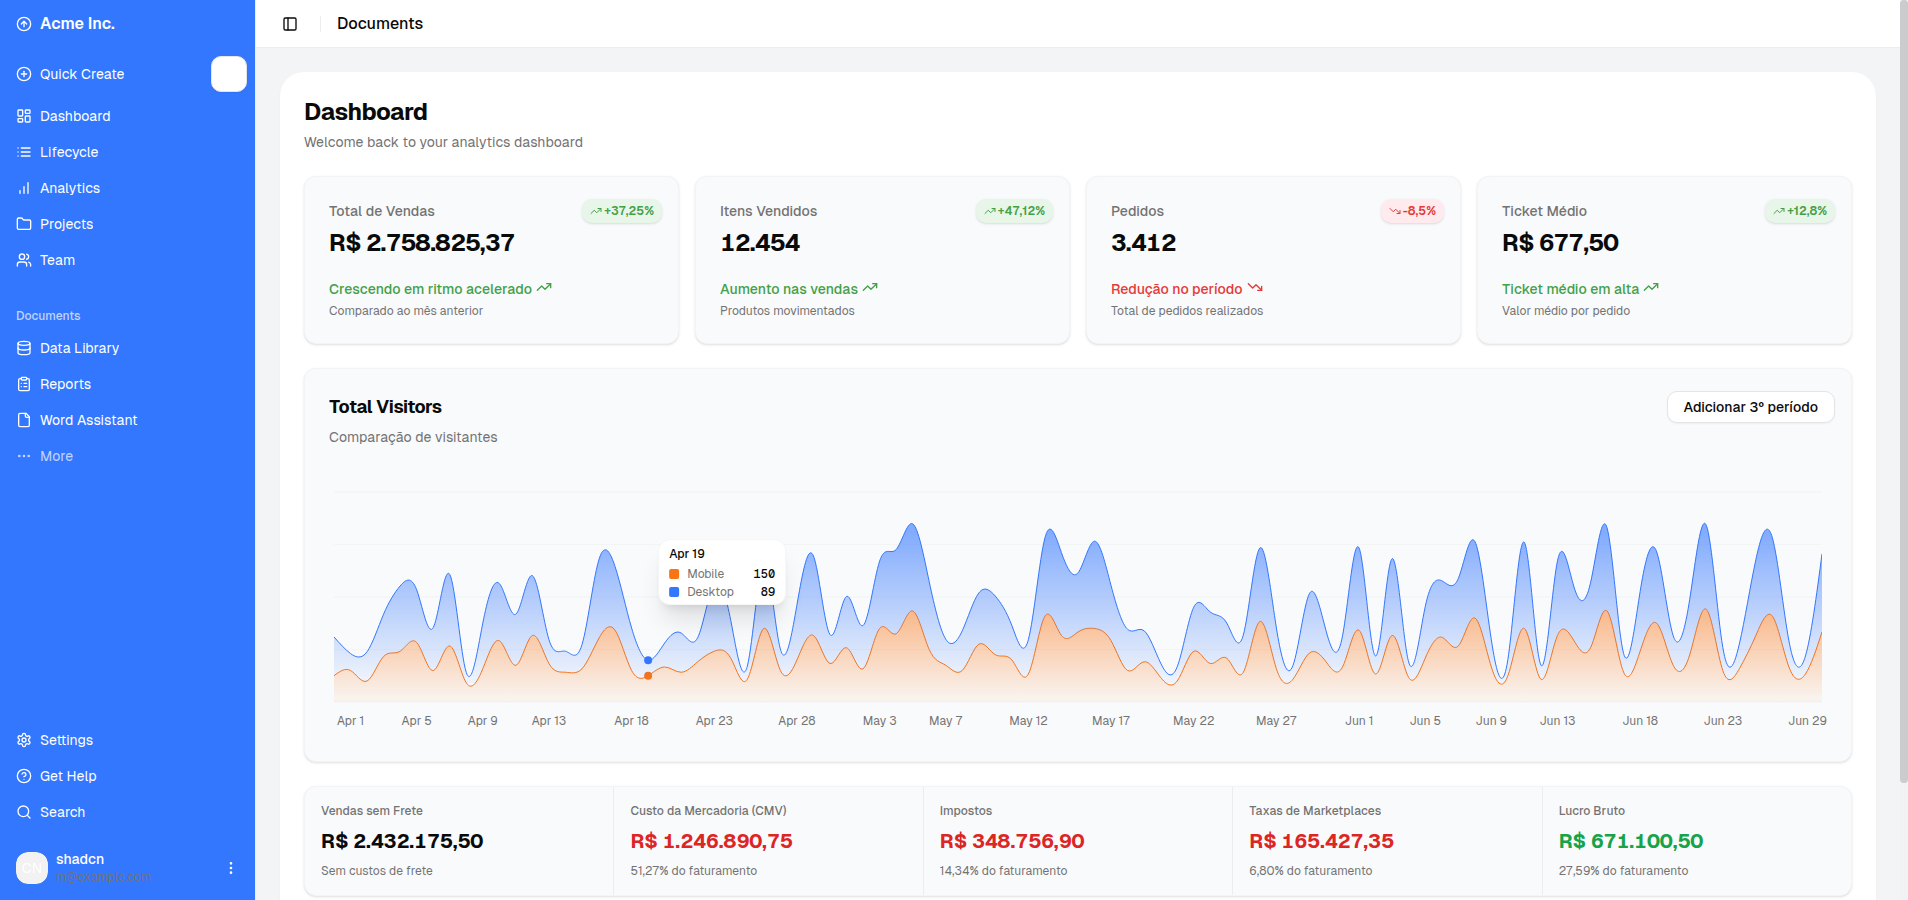 Acme Inc.
Quick Create
Dashboard
Lifecycle
Analytics
Projects
Team
Documents
Data Library
Reports
Word Assistant
More
Settings
Get Help
Search
CN
shadcn
m@example.com
Documents
Dashboard
Welcome back to your analytics dashboard
Total de Vendas
+37,25%
R$ 2.758.825,37
Crescendo em ritmo acelerado
Comparado ao mês anterior
Itens Vendidos
+47,12%
12.454
Aumento nas vendas
Produtos movimentados
Pedidos
-8,5%
3.412
Redução no período
Total de pedidos realizados
Ticket Médio
+12,8%
R$ 677,50
Ticket médio em alta
Valor médio por pedido
Total Visitors
Adicionar 3º período
Comparação de visitantes
Apr 19
Mobile 150
Desktop 89
Apr 1 Apr 5 Apr 9 Apr 13 Apr 18 Apr 23 Apr 28 May 3 May 7 May 12 May 17 May 22 May 27 Jun 1 Jun 5 Jun 9 Jun 13 Jun 18 Jun 23 Jun 29
Vendas sem Frete
R$ 2.432.175,50
Sem custos de frete
Custo da Mercadoria (CMV)
R$ 1.246.890,75
51,27% do faturamento
Impostos
R$ 348.756,90
14,34% do faturamento
Taxas de Marketplaces
R$ 165.427,35
6,80% do faturamento
Lucro Bruto
R$ 671.100,50
27,59% do faturamento